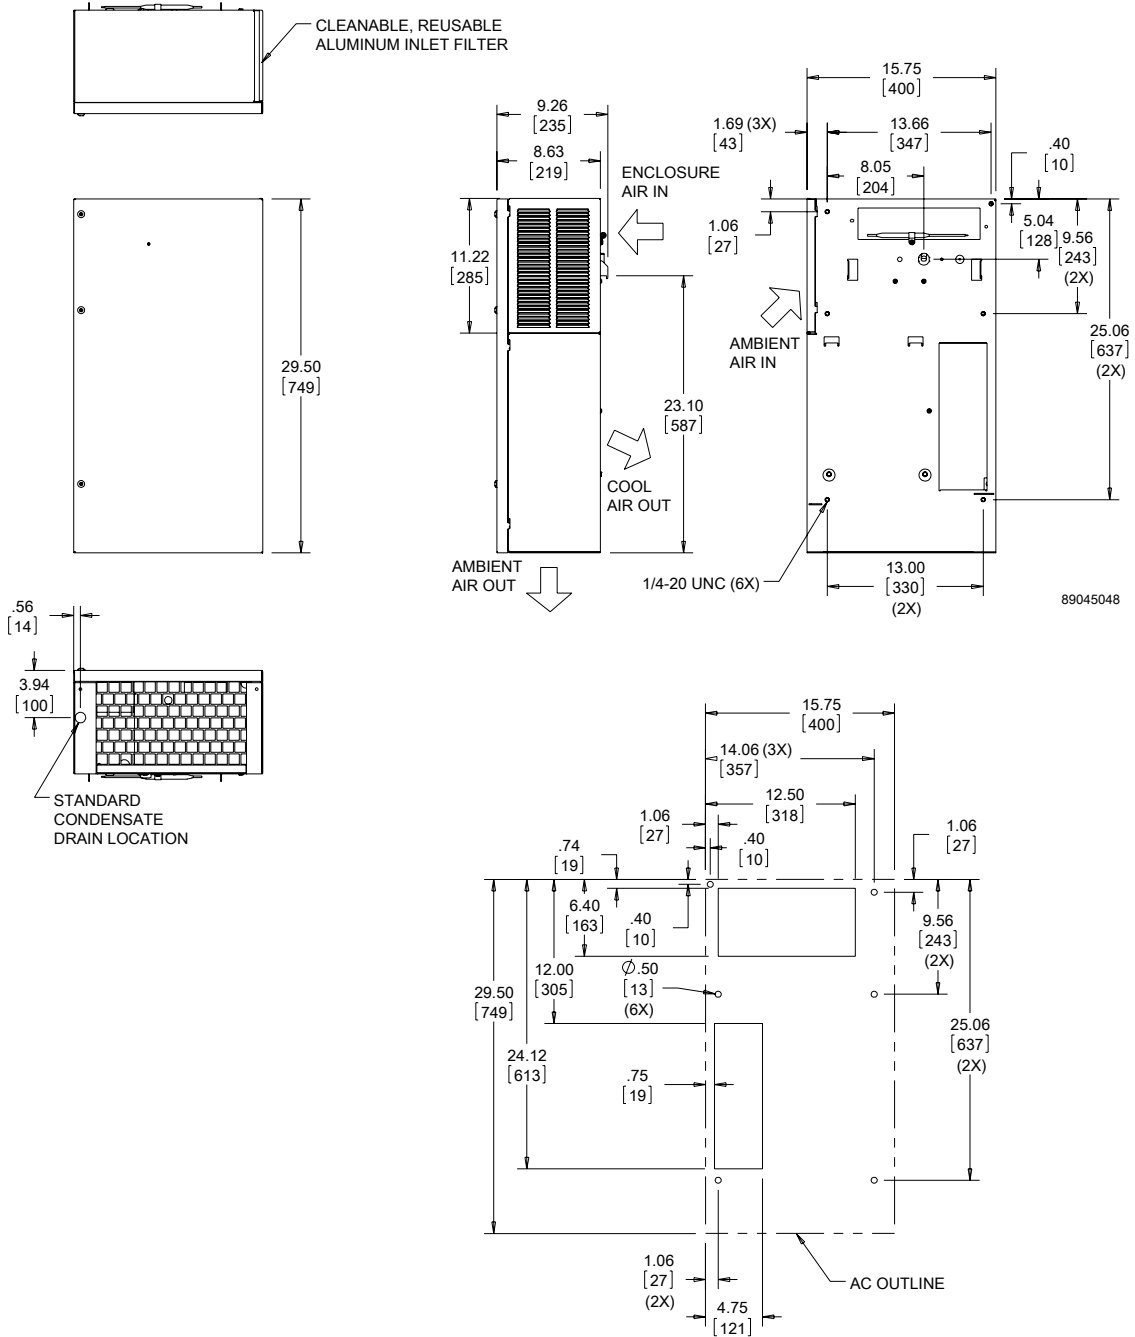 CLEANABLE, REUSABLE
ALUMINUM INLET FILTER
9.26
[235]
8.63
[219]
ENCLOSURE
AIR IN
11.22
[285]
23.10
[587]
COOL
AIR OUT
AMBIENT
AIR OUT
29.50
[749]
15.75
[400]
1.69 (3X)
[43]
13.66
[347]
.40
[10]
8.05
[204]
1.06
[27]
5.04
[128]
9.56
[243]
(2X)
AMBIENT
AIR IN
25.06
[637]
(2X)
1/4-20 UNC (6X)
13.00
[330]
(2X)
89045048
.56
[14]
3.94
[100]
STANDARD
CONDENSATE
DRAIN LOCATION
15.75
[400]
14.06 (3X)
[357]
12.50
[318]
1.06
[27]
.40
[10]
1.06
[27]
.74
[19]
6.40
[163]
.40
[10]
9.56
[243]
(2X)
12.00
[305]
Ø.50
[13]
(6X)
29.50
[749]
25.06
[637]
(2X)
24.12
[613]
.75
[19]
1.06
[27]
(2X)
4.75
[121]
AC OUTLINE